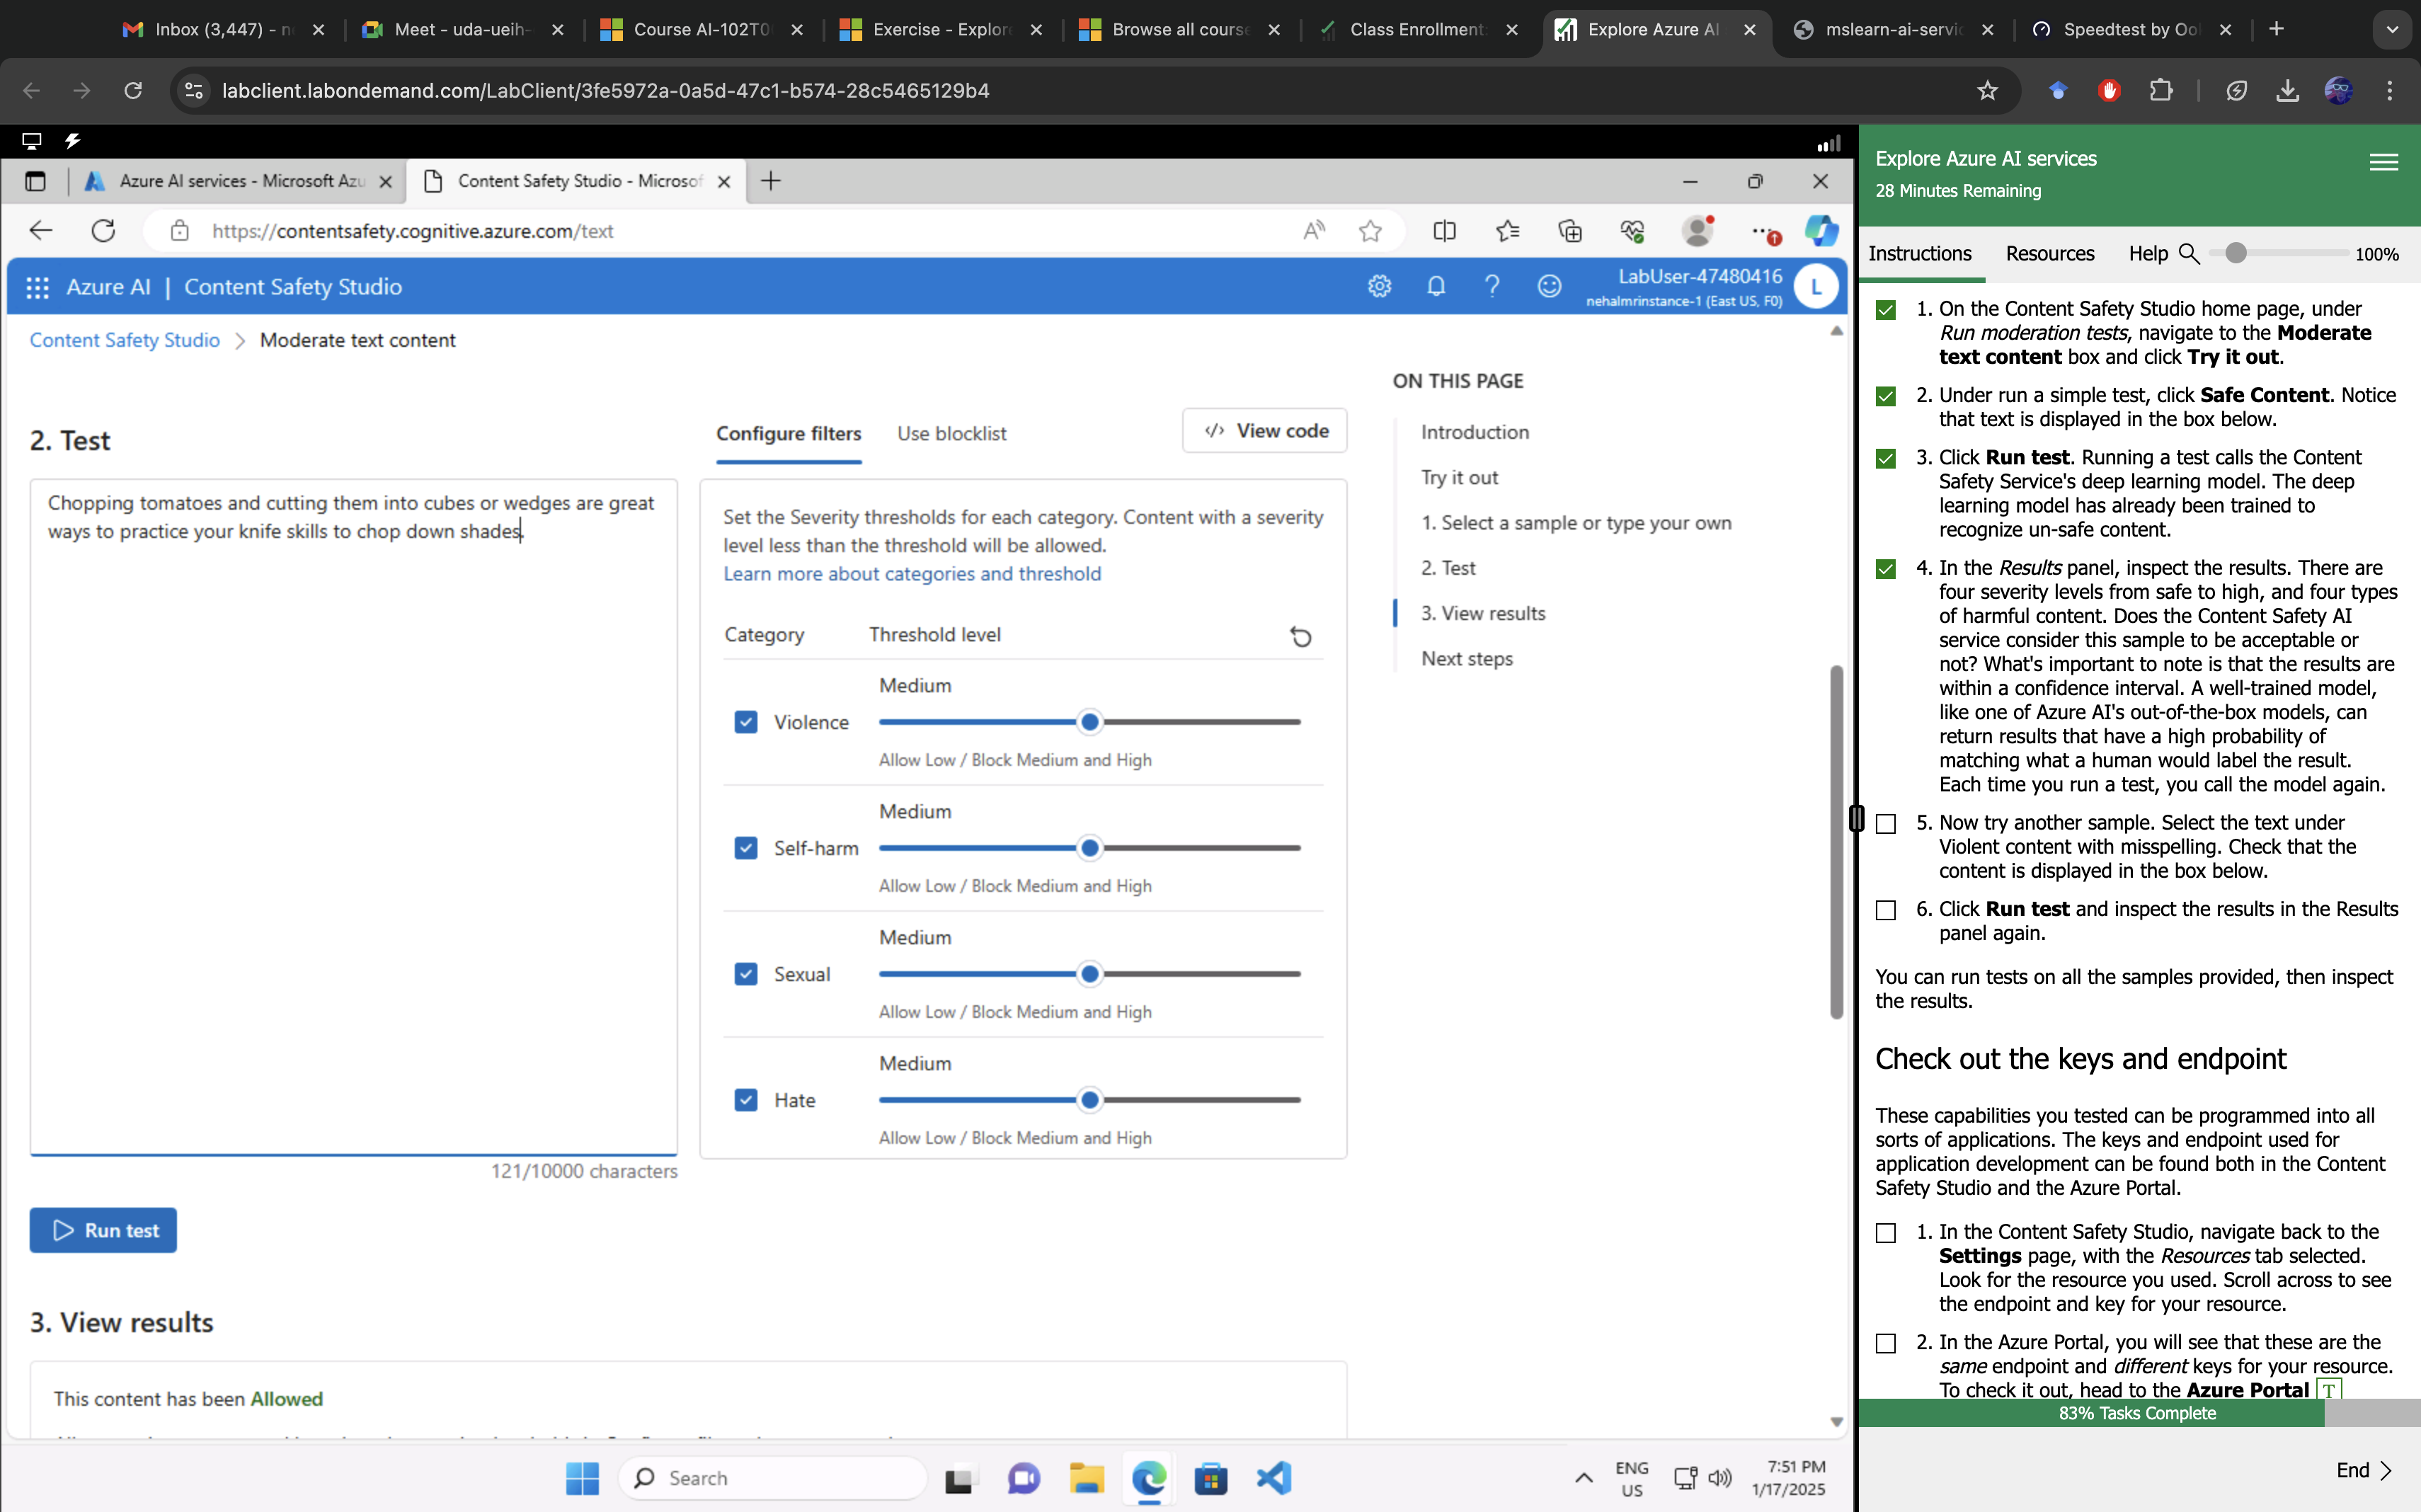 Inbox (3,447) - n
Meet - uda-ueih-
Course AI-102T0
Exercise - Explor
Browse all course
Class Enrollment
Explore Azure AI
mslearn-ai-servic
Speedtest by Ool
labclient.labondemand.com/LabClient/3fe5972a-0a5d-47c1-b574-28c5465129b4
Azure AI services - Microsoft Azu
Content Safety Studio - Microsof
https://contentsafety.cognitive.azure.com/text
Azure AI | Content Safety Studio
LabUser-47480416
nehalmrinstance-1 (East US, F0)
L
Content Safety Studio > Moderate text content
2. Test
Chopping tomatoes and cutting them into cubes or wedges are great
ways to practice your knife skills to chop down shades.
121/10000 characters
Run test
Configure filters
Use blocklist
</> View code
Set the Severity thresholds for each category. Content with a severity
level less than the threshold will be allowed.
Learn more about categories and threshold
Category Threshold level
Medium
Violence
Allow Low / Block Medium and High
Medium
Self-harm
Allow Low / Block Medium and High
Medium
Sexual
Allow Low / Block Medium and High
Medium
Hate
Allow Low / Block Medium and High
3. View results
This content has been Allowed
ON THIS PAGE
Introduction
Try it out
1. Select a sample or type your own
2. Test
3. View results
Next steps
Search
ENG
US
7:51 PM
1/17/2025
Explore Azure AI services
28 Minutes Remaining
Instructions Resources Help 100%
1. On the Content Safety Studio home page, under
Run moderation tests, navigate to the Moderate
text content box and click Try it out.
2. Under run a simple test, click Safe Content. Notice
that text is displayed in the box below.
3. Click Run test. Running a test calls the Content
Safety Service's deep learning model. The deep
learning model has already been trained to
recognize un-safe content.
4. In the Results panel, inspect the results. There are
four severity levels from safe to high, and four types
of harmful content. Does the Content Safety AI
service consider this sample to be acceptable or
not? What's important to note is that the results are
within a confidence interval. A well-trained model,
like one of Azure AI's out-of-the-box models, can
return results that have a high probability of
matching what a human would label the result.
Each time you run a test, you call the model again.
5. Now try another sample. Select the text under
Violent content with misspelling. Check that the
content is displayed in the box below.
6. Click Run test and inspect the results in the Results
panel again.
You can run tests on all the samples provided, then inspect
the results.
Check out the keys and endpoint
These capabilities you tested can be programmed into all
sorts of applications. The keys and endpoint used for
application development can be found both in the Content
Safety Studio and the Azure Portal.
1. In the Content Safety Studio, navigate back to the
Settings page, with the Resources tab selected.
Look for the resource you used. Scroll across to see
the endpoint and key for your resource.
2. In the Azure Portal, you will see that these are the
same endpoint and different keys for your resource.
To check it out, head to the Azure Portal T
83% Tasks Complete
End >